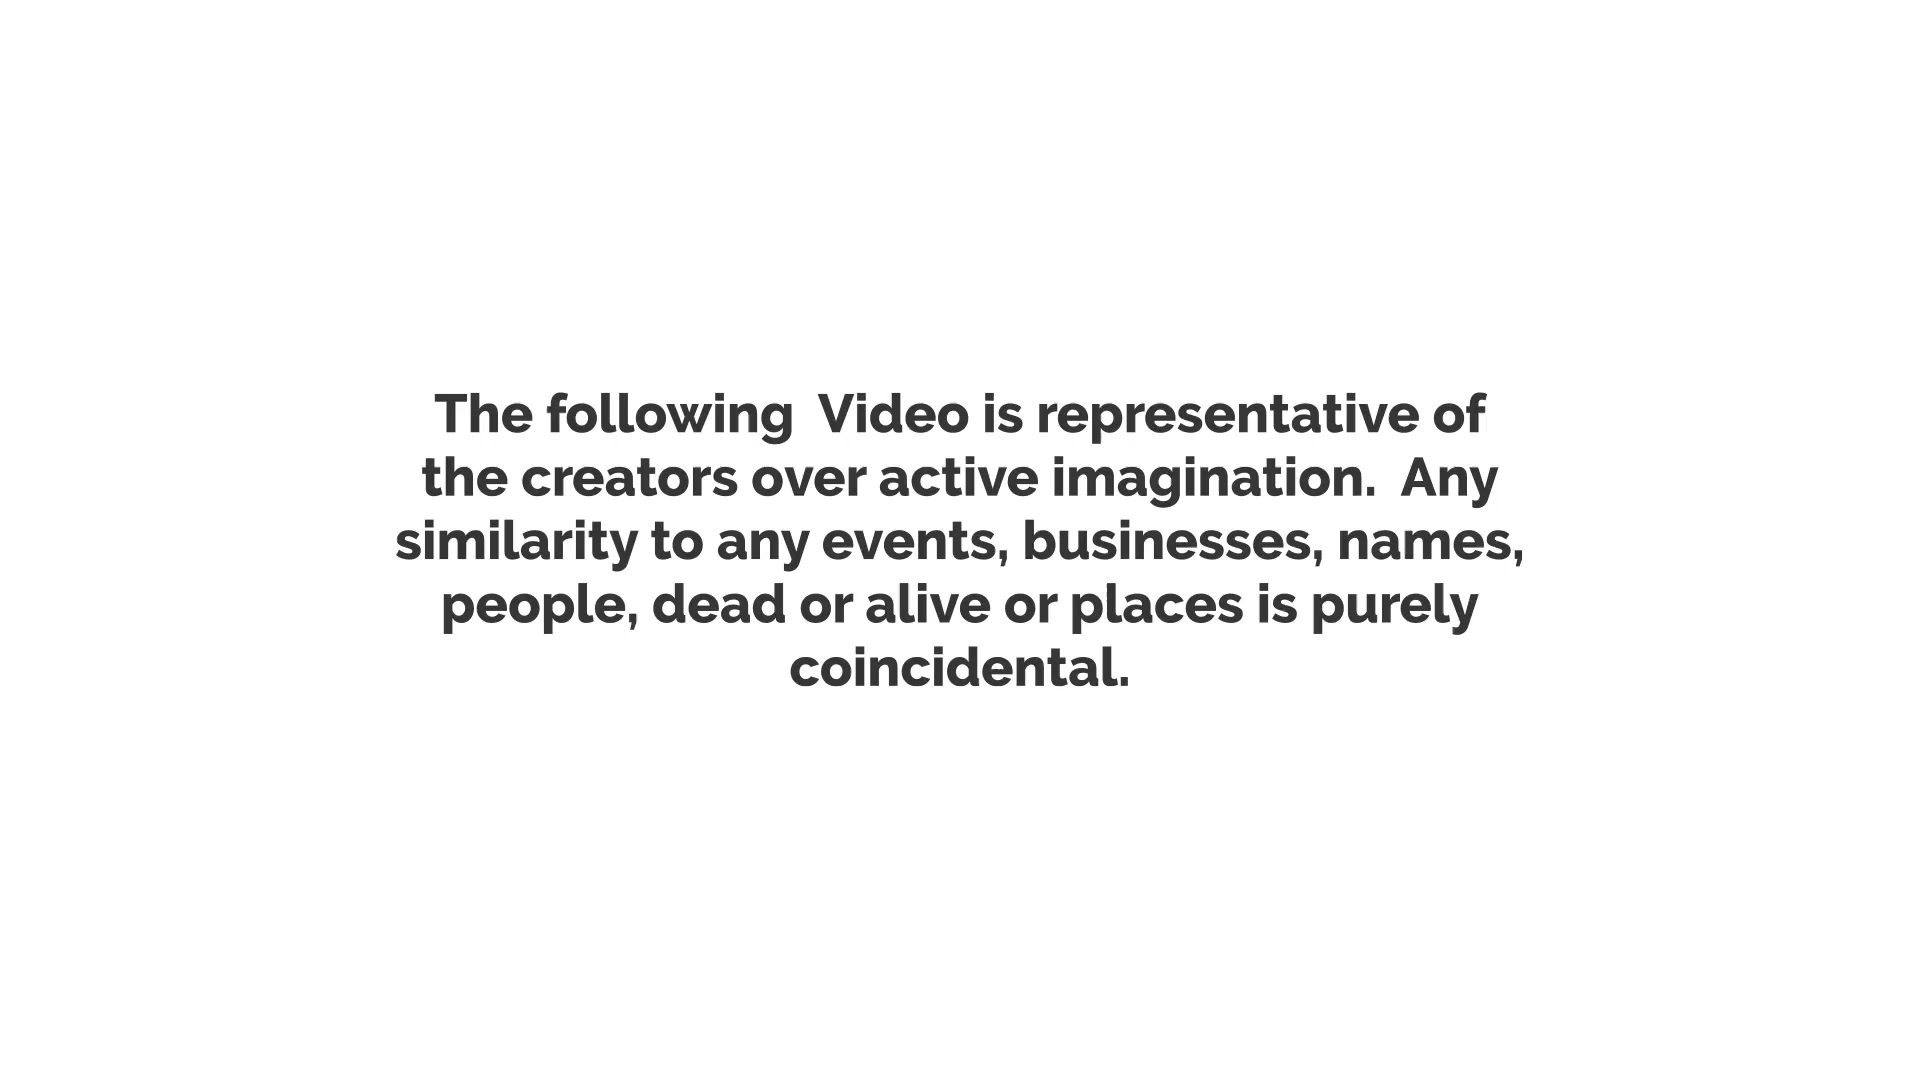 The following  Video is representative of
the creators over active imagination.  Any
similarity to any events, businesses, names,
people, dead or alive or places is purely
coincidental.